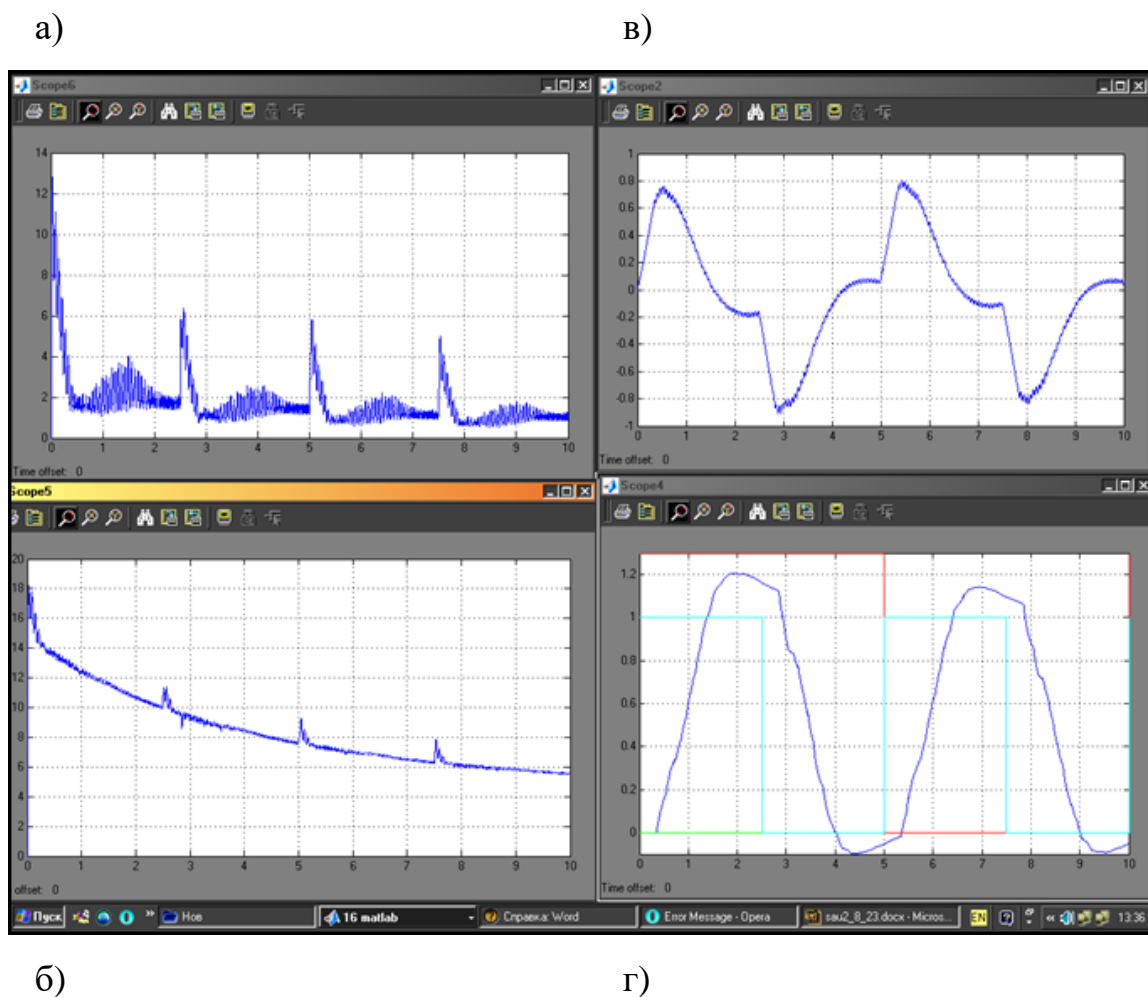 а)
в)
Scope6
14
12
10
8
6
4
2
0
0 1 2 3 4 5 6 7 8 9 10
Time offset: 0
Scope2
1
0.8
0.6
0.4
0.2
0
-0.2
-0.4
-0.6
-0.8
-1
0 1 2 3 4 5 6 7 8 9 10
Time offset: 0
Scope5
20
18
16
14
12
10
8
6
4
2
0
0 1 2 3 4 5 6 7 8 9 10
offset: 0
Scope4
1.2
1
0.8
0.6
0.4
0.2
0
0 1 2 3 4 5 6 7 8 9 10
Time offset: 0
Пуск » Нов 16 matlab Справка: Word Error Message - Opera sau2_8_23.docx - Micros... EN ? « 13:36
б)
г)